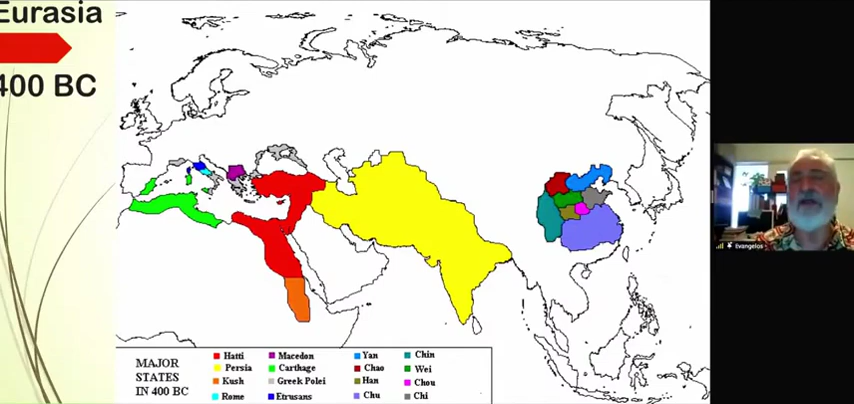 Eurasia
400 BC
MAJOR
STATES
IN 400 BC
Hatti
Persia
Kush
Rome
Macedon
Carthage
Greek Polei
Etrusans
Yan
Chao
Han
Chu
Chin
Wei
Chou
Chi
Evangelos